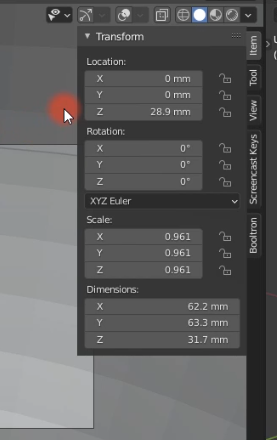 Transform
Location:
X 0 mm
Y 0 mm
Z 28.9 mm
Rotation:
X 0°
Y 0°
Z 0°
XYZ Euler
Scale:
X 0.961
Y 0.961
Z 0.961
Dimensions:
X 62.2 mm
Y 63.3 mm
Z 31.7 mm
Item
Tool
View
Screencast Keys
Booltron